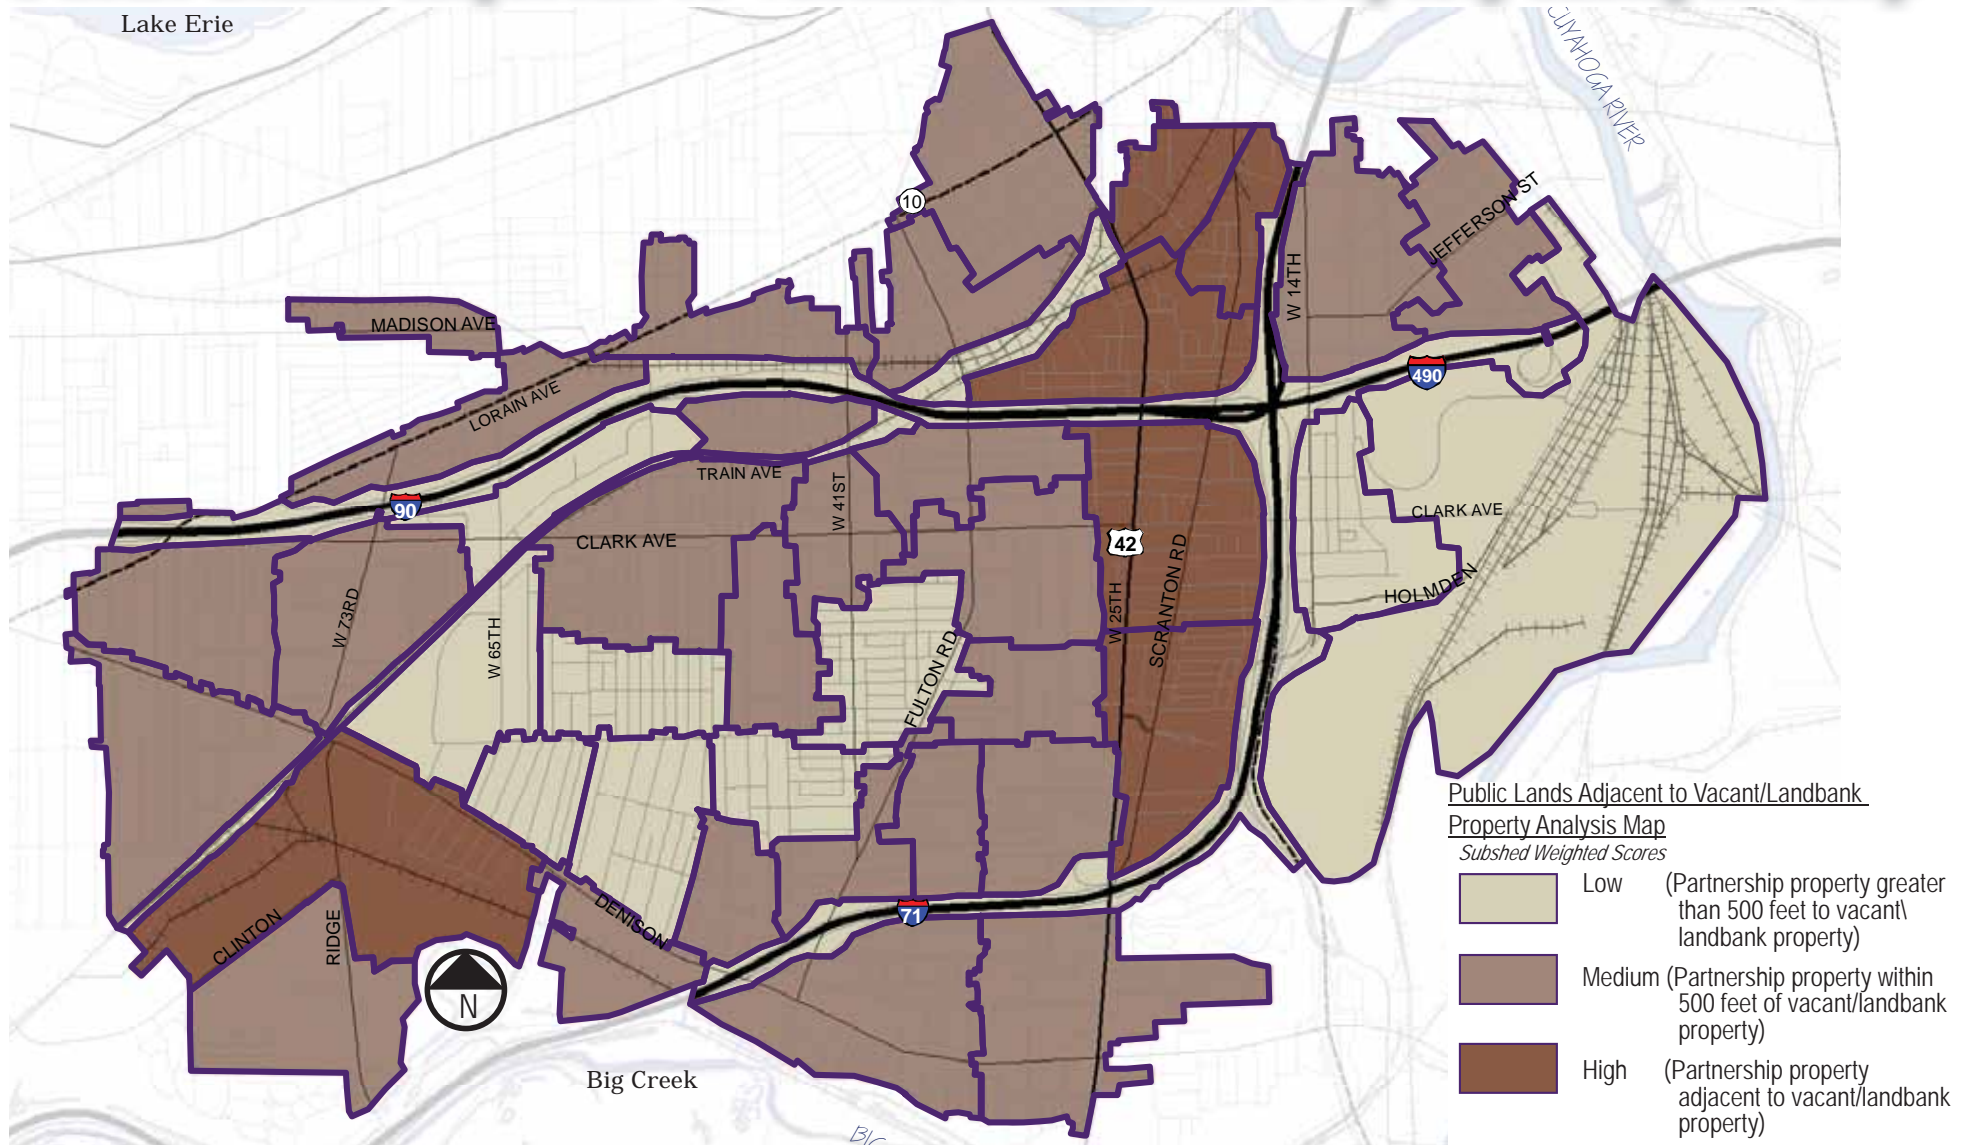 Lake Erie
CUYAHOGA RIVER
10
JEFFERSON ST
W 14TH
MADISON AVE
490
LORAIN AVE
TRAIN AVE
W 41ST
90
CLARK AVE
CLARK AVE
42
SCRANTON RD
W 25TH
HOLMDEN
W 73RD
W 65TH
FULTON RD
DENISON
71
CLINTON
RIDGE
N
Big Creek
Public Lands Adjacent to Vacant/Landbank
Property Analysis Map
Subshed Weighted Scores
Low (Partnership property greater
than 500 feet to vacant\
landbank property)
Medium (Partnership property within
500 feet of vacant/landbank
property)
High (Partnership property
adjacent to vacant/landbank
property)